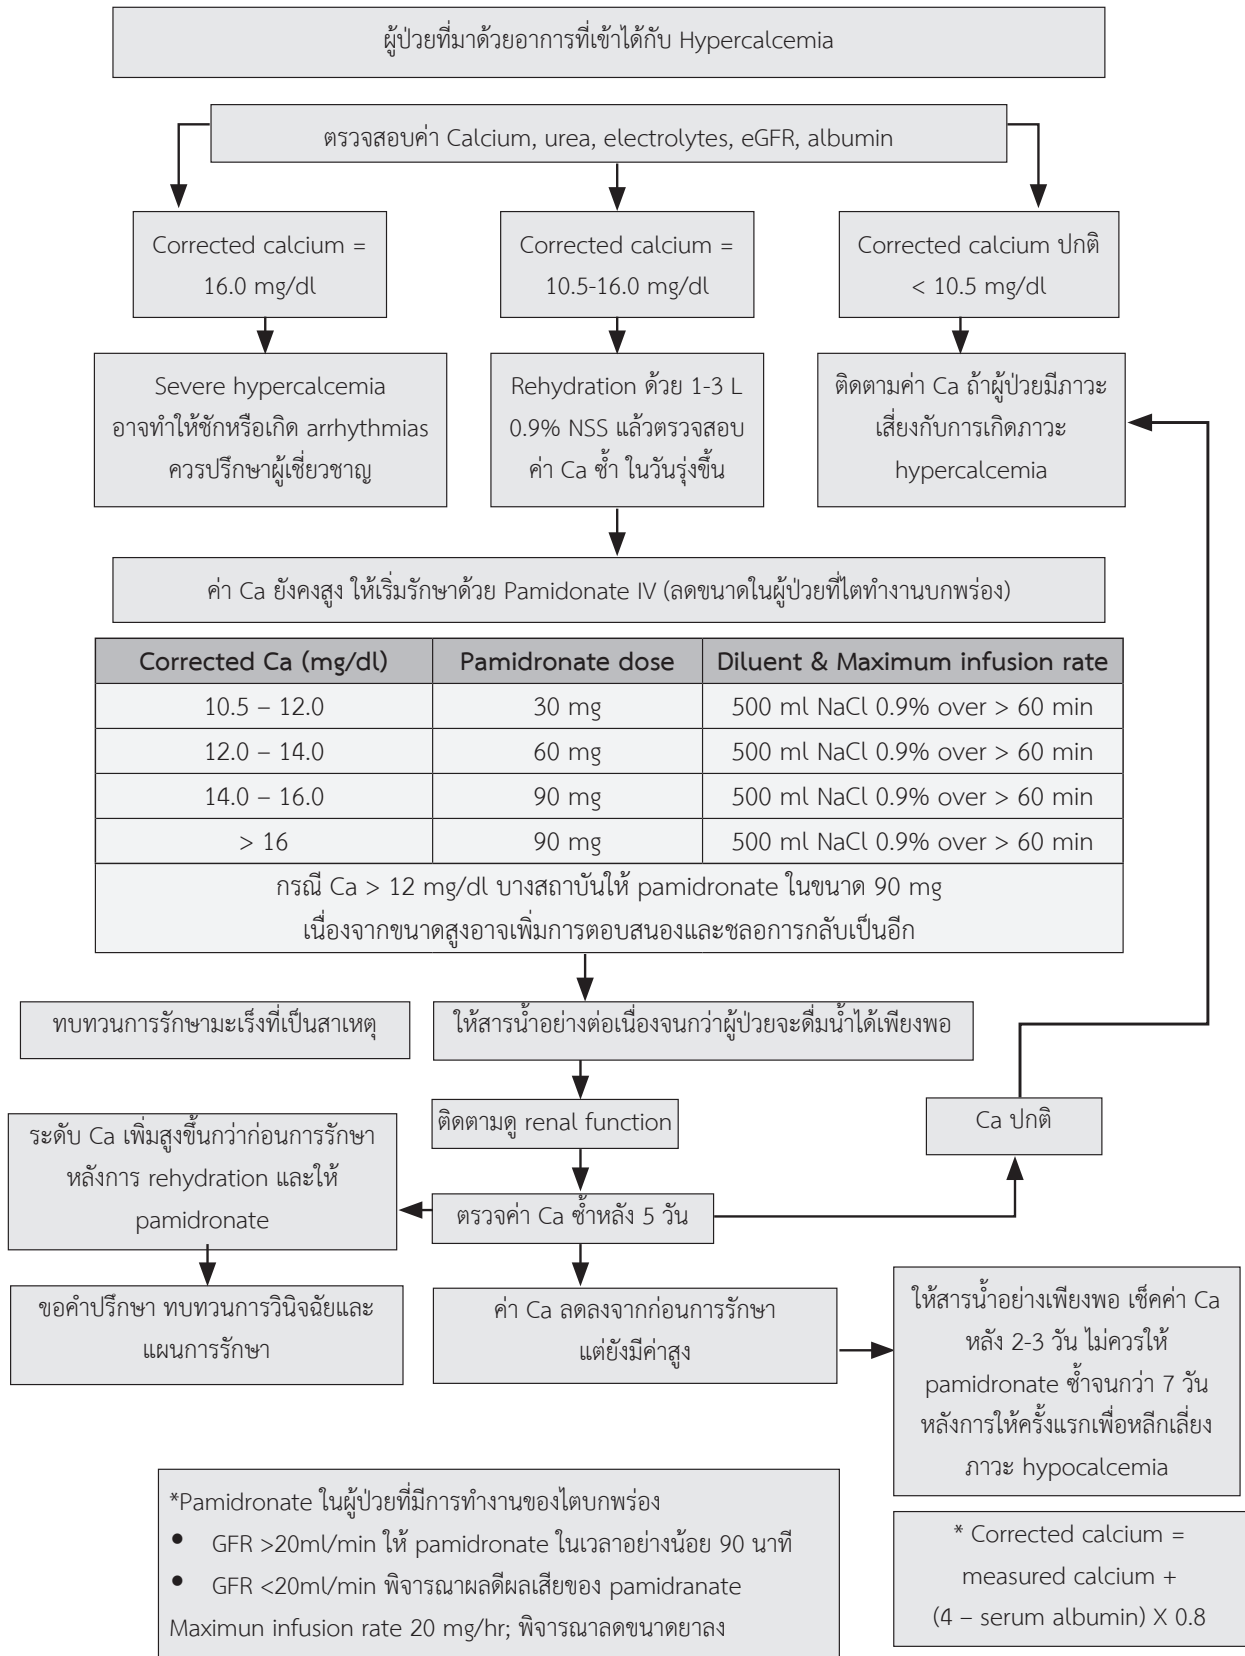 ผู้ป่วยที่มาด้วยอาการที่เข้าได้กับ Hypercalcemia
ตรวจสอบค่า Calcium, urea, electrolytes, eGFR, albumin
Corrected calcium =
16.0 mg/dl
Corrected calcium =
10.5-16.0 mg/dl
Corrected calcium ปกติ
< 10.5 mg/dl
Severe hypercalcemia
อาจทำให้ชักหรือเกิด arrhythmias
ควรปรึกษาผู้เชี่ยวชาญ
Rehydration ด้วย 1-3 L
0.9% NSS แล้วตรวจสอบ
ค่า Ca ซ้ำ ในวันรุ่งขึ้น
ติดตามค่า Ca ถ้าผู้ป่วยมีภาวะ
เสี่ยงกับการเกิดภาวะ
hypercalcemia
ค่า Ca ยังคงสูง ให้เริ่มรักษาด้วย Pamidonate IV (ลดขนาดในผู้ป่วยที่ไตทำงานบกพร่อง)
Corrected Ca (mg/dl) Pamidronate dose Diluent & Maximum infusion rate
10.5 – 12.0 30 mg 500 ml NaCl 0.9% over > 60 min
12.0 – 14.0 60 mg 500 ml NaCl 0.9% over > 60 min
14.0 – 16.0 90 mg 500 ml NaCl 0.9% over > 60 min
> 16 90 mg 500 ml NaCl 0.9% over > 60 min
กรณี Ca > 12 mg/dl บางสถาบันให้ pamidronate ในขนาด 90 mg
เนื่องจากขนาดสูงอาจเพิ่มการตอบสนองและชลอการกลับเป็นอีก
ทบทวนการรักษามะเร็งที่เป็นสาเหตุ
ให้สารน้ำอย่างต่อเนื่องจนกว่าผู้ป่วยจะดื่มน้ำได้เพียงพอ
ติดตามดู renal function
Ca ปกติ
ระดับ Ca เพิ่มสูงขึ้นกว่าก่อนการรักษา
หลังการ rehydration และให้
pamidronate
ตรวจค่า Ca ซ้ำหลัง 5 วัน
ขอคำปรึกษา ทบทวนการวินิจฉัยและ
แผนการรักษา
ค่า Ca ลดลงจากก่อนการรักษา
แต่ยังมีค่าสูง
ให้สารน้ำอย่างเพียงพอ เช็คค่า Ca
หลัง 2-3 วัน ไม่ควรให้
pamidronate ซ้ำจนกว่า 7 วัน
หลังการให้ครั้งแรกเพื่อหลีกเลี่ยง
ภาวะ hypocalcemia
*Pamidronate ในผู้ป่วยที่มีการทำงานของไตบกพร่อง
• GFR >20ml/min ให้ pamidronate ในเวลาอย่างน้อย 90 นาที
• GFR <20ml/min พิจารณาผลดีผลเสียของ pamidranate
Maximun infusion rate 20 mg/hr; พิจารณาลดขนาดยาลง
* Corrected calcium =
measured calcium +
(4 – serum albumin) X 0.8